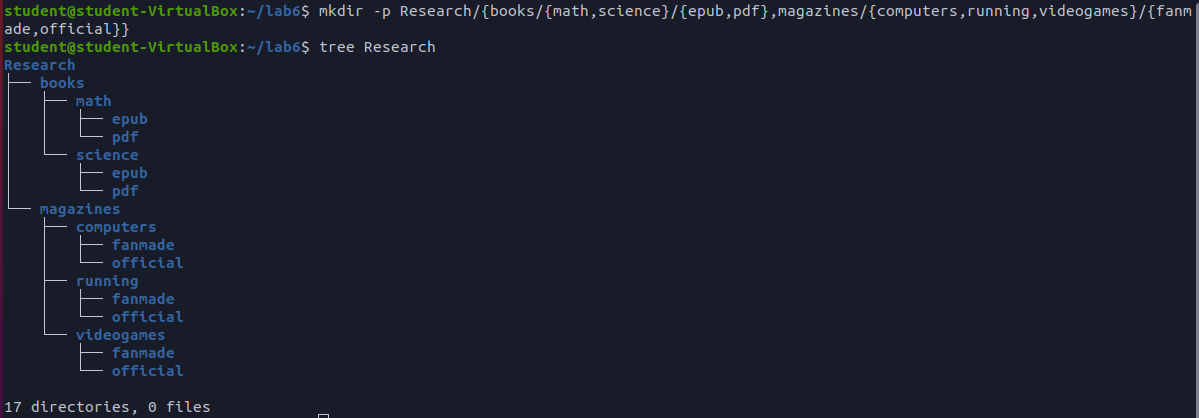 student@student-VirtualBox:~/lab6$ mkdir -p Research/{books/{math,science}/{epub,pdf},magazines/{computers,running,videogames}/{fanm
ade,official}}
student@student-VirtualBox:~/lab6$ tree Research
Research
├── books
│   ├── math
│   │   ├── epub
│   │   └── pdf
│   └── science
│       ├── epub
│       └── pdf
└── magazines
    ├── computers
    │   ├── fanmade
    │   └── official
    ├── running
    │   ├── fanmade
    │   └── official
    └── videogames
        ├── fanmade
        └── official

17 directories, 0 files